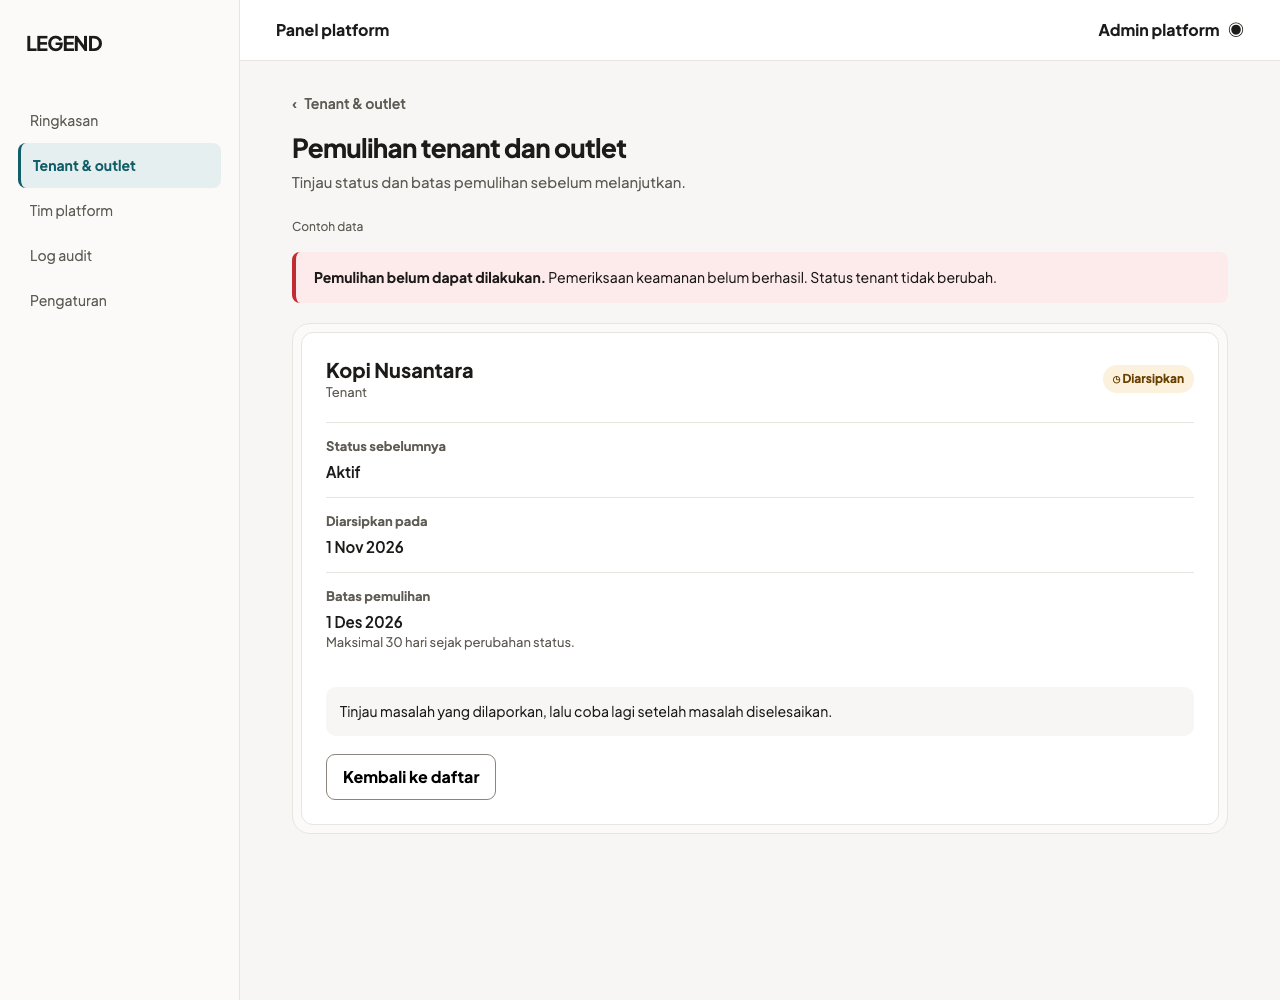 LEGEND
Panel platform
Admin platform
Ringkasan
Tenant & outlet
Tim platform
Log audit
Pengaturan
‹ Tenant & outlet
Pemulihan tenant dan outlet
Tinjau status dan batas pemulihan sebelum melanjutkan.
Contoh data
Pemulihan belum dapat dilakukan. Pemeriksaan keamanan belum berhasil. Status tenant tidak berubah.
Kopi Nusantara
Tenant
Diarsipkan
Status sebelumnya
Aktif
Diarsipkan pada
1 Nov 2026
Batas pemulihan
1 Des 2026
Maksimal 30 hari sejak perubahan status.
Tinjau masalah yang dilaporkan, lalu coba lagi setelah masalah diselesaikan.
Kembali ke daftar